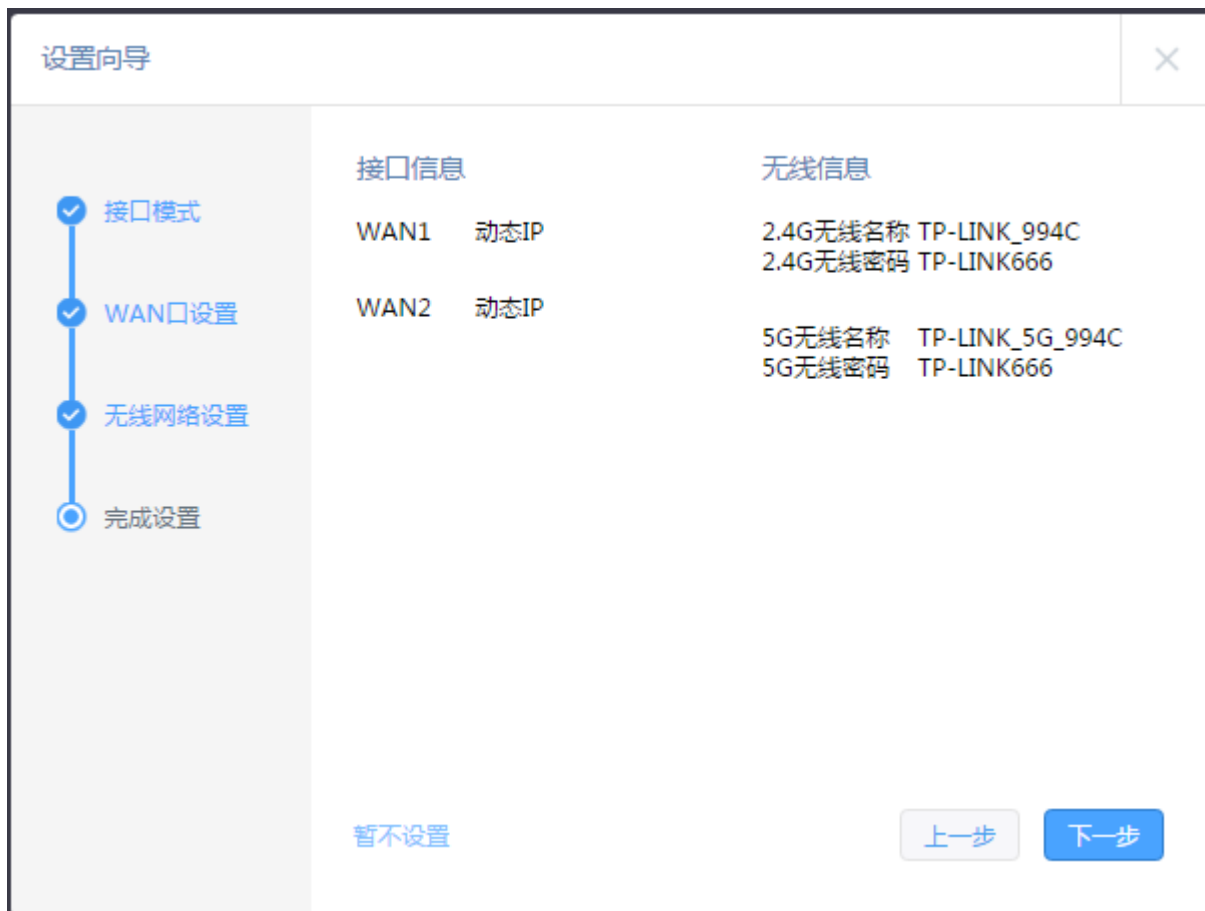 设置向导
接口模式
WAN口设置
无线网络设置
完成设置
接口信息
WAN1 动态IP
WAN2 动态IP
无线信息
2.4G无线名称 TP-LINK_994C
2.4G无线密码 TP-LINK666
5G无线名称 TP-LINK_5G_994C
5G无线密码 TP-LINK666
暂不设置
上一步
下一步